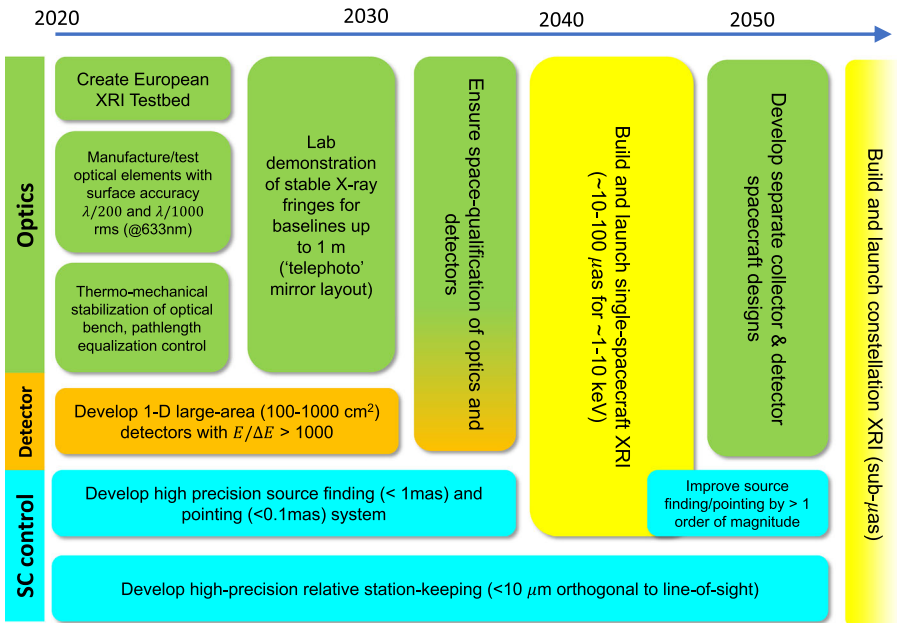 2020 2030 2040 2050
Optics
Create European
XRI Testbed
Manufacture/test
optical elements with
surface accuracy
λ/200 and λ/1000
rms (@633nm)
Thermo-mechanical
stabilization of optical
bench, pathlength
equalization control
Lab
demonstration
of stable X-ray
fringes for
baselines up
to 1 m
(‘telephoto’
mirror layout)
Ensure space-qualification of optics and
detectors
Build and launch single-spacecraft XRI
(~10-100 μas for ~1-10 keV)
Develop separate collector & detector
spacecraft designs
Build and launch constellation XRI (sub-μas)
Detector
Develop 1-D large-area (100-1000 cm²)
detectors with E/ΔE > 1000
SC control
Develop high precision source finding (< 1mas) and
pointing (<0.1mas) system
Improve source
finding/pointing by > 1
order of magnitude
Develop high-precision relative station-keeping (<10 μm orthogonal to line-of-sight)